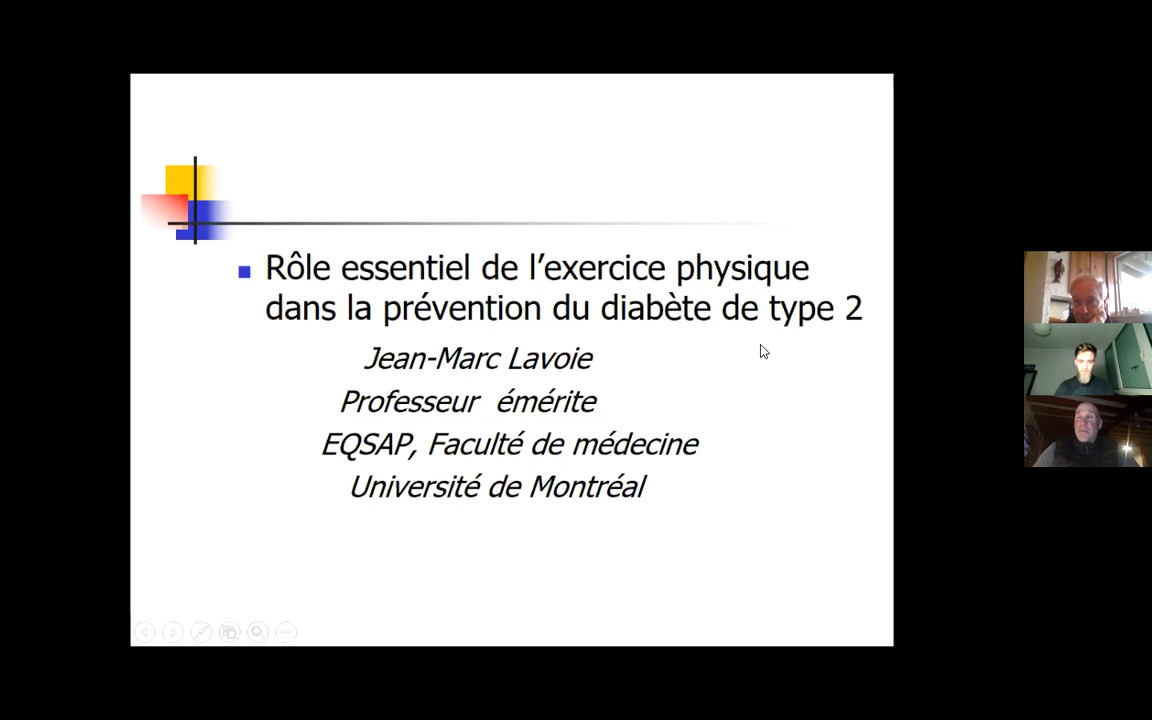 Rôle essentiel de l’exercice physique
dans la prévention du diabète de type 2
Jean-Marc Lavoie
Professeur émérite
EQSAP, Faculté de médecine
Université de Montréal